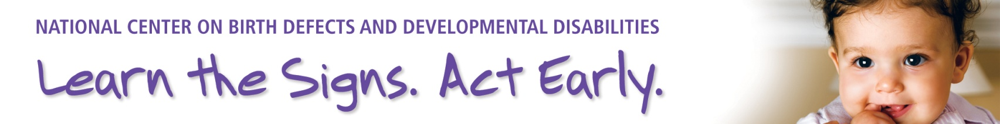 NATIONAL CENTER ON BIRTH DEFECTS AND DEVELOPMENTAL DISABILITIES
Learn the Signs. Act Early.